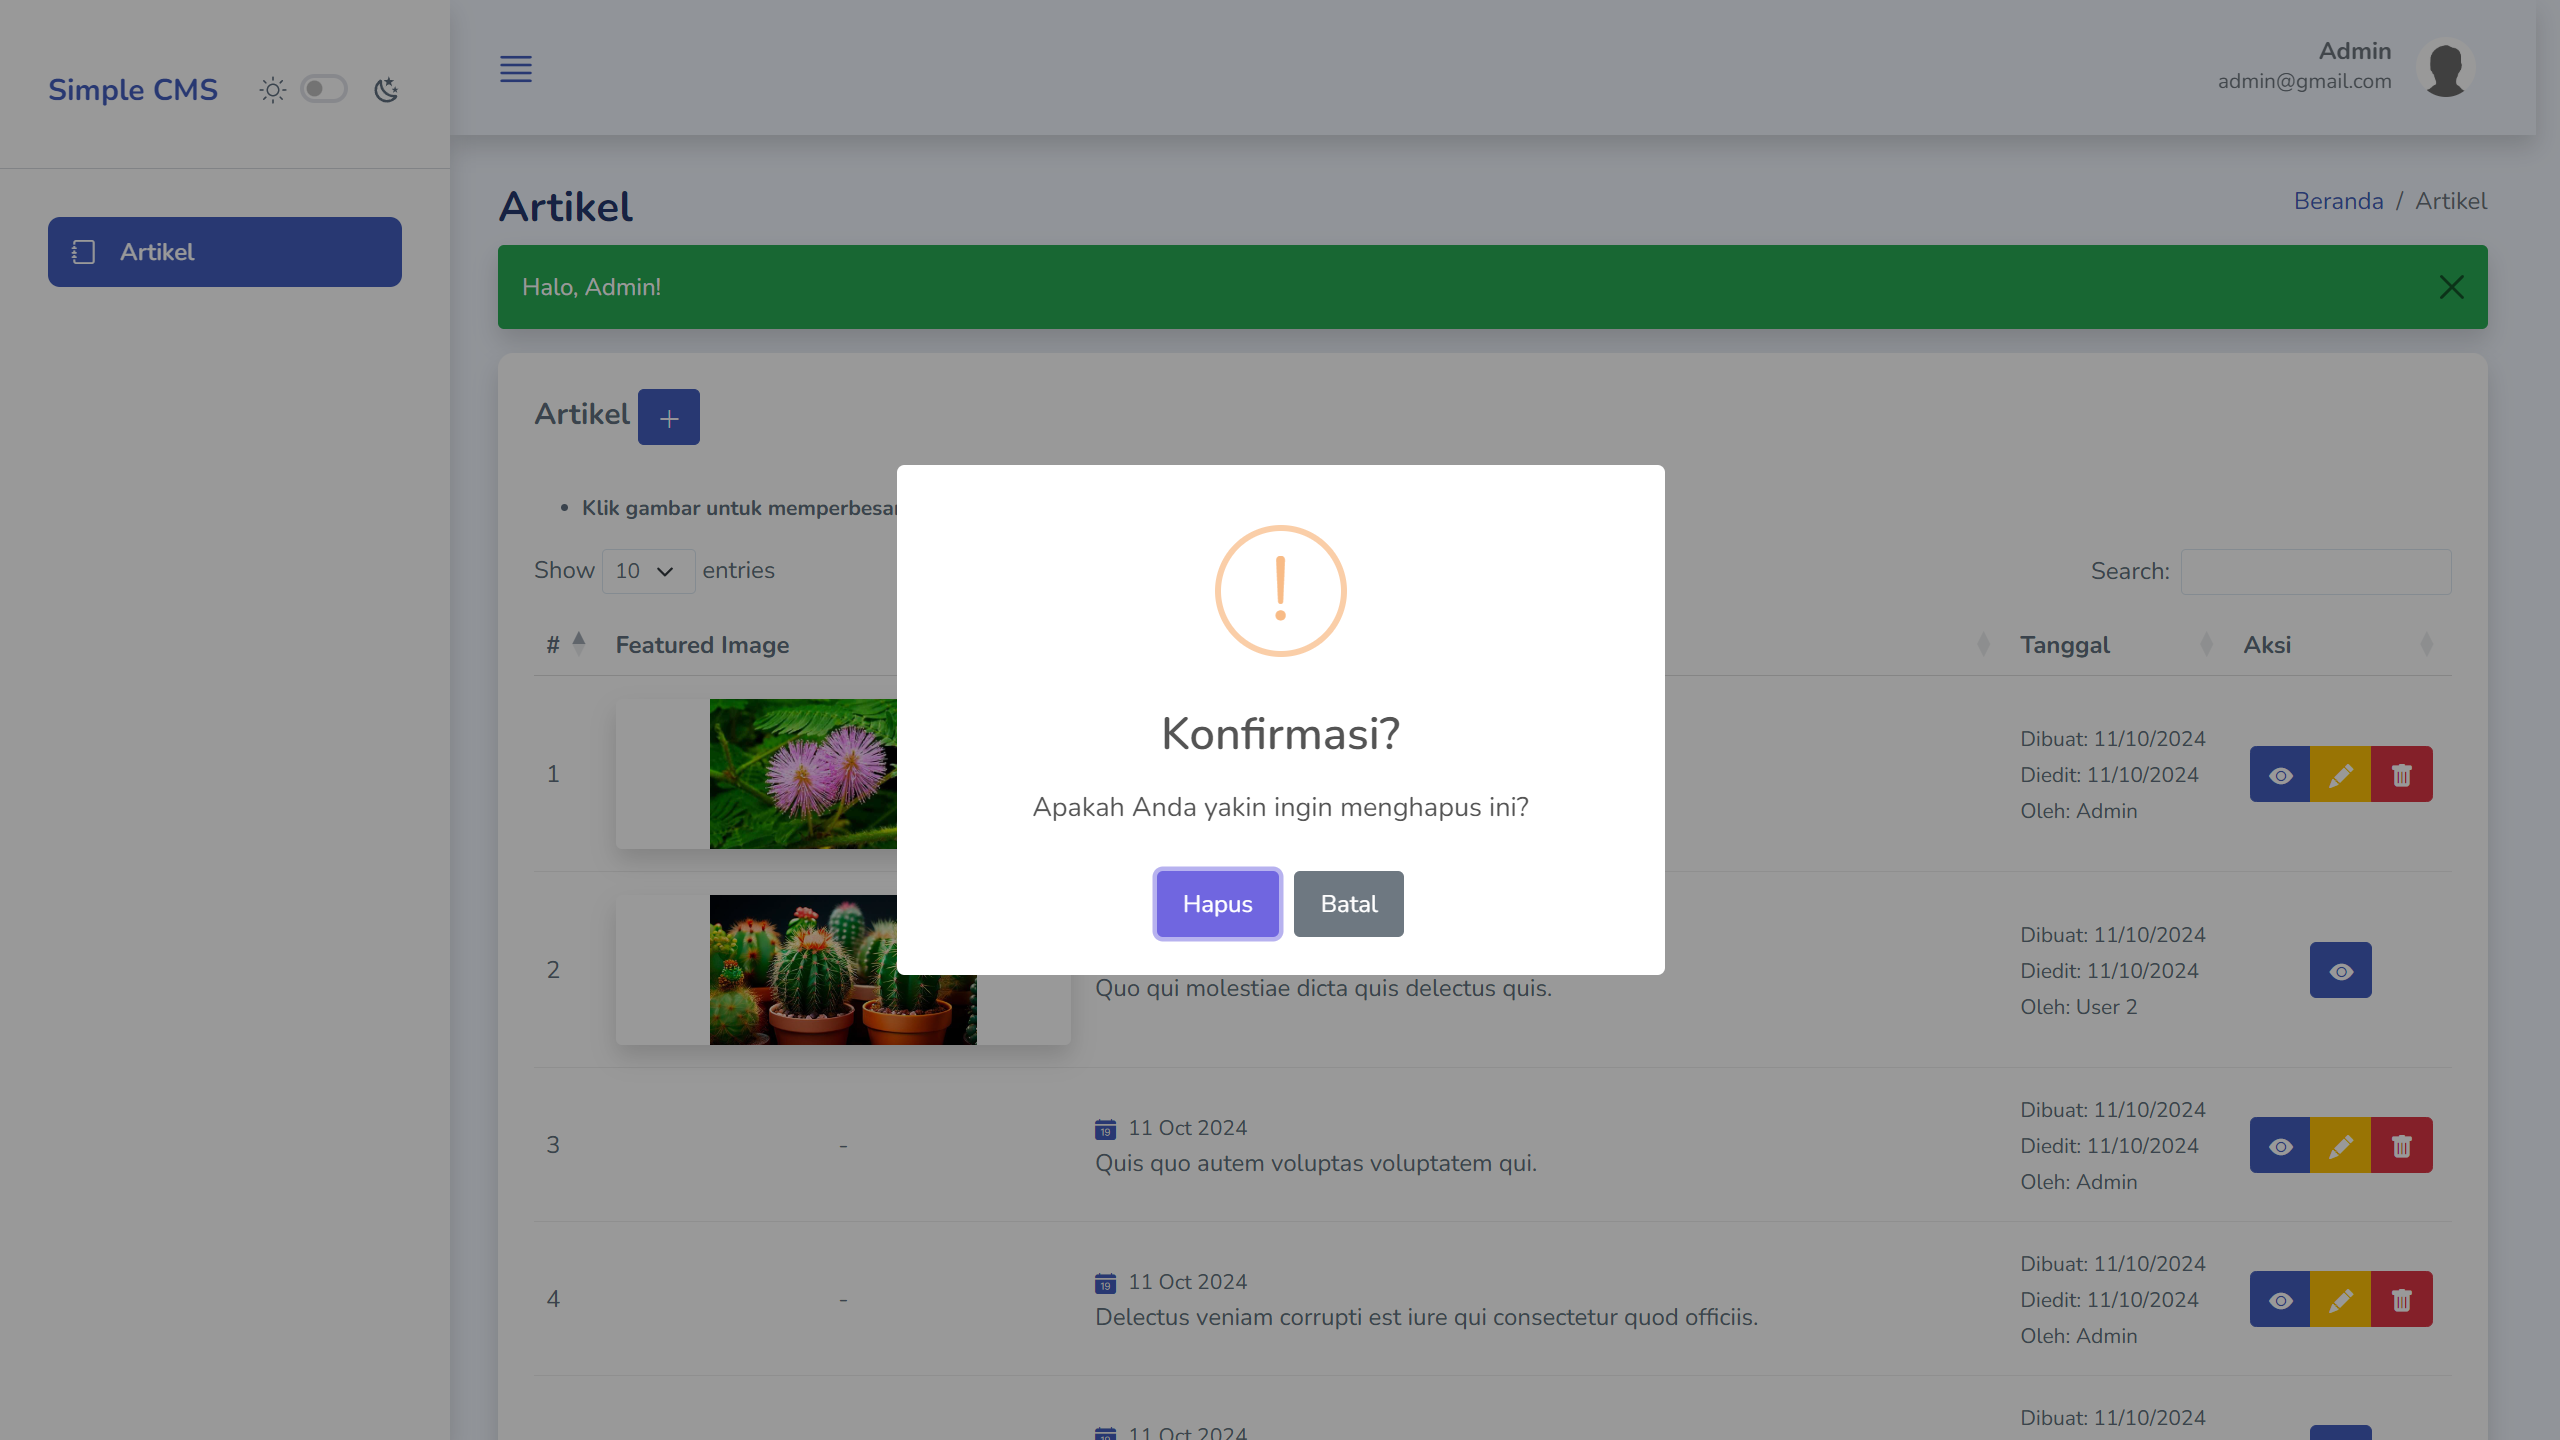 Simple CMS
Admin
admin@gmail.com
Artikel
Artikel
Beranda / Artikel
Halo, Admin!
Artikel
Klik gambar untuk memperbesar
Show 10 entries
Search:
# Featured Image Tanggal Aksi
1
Dibuat: 11/10/2024
Diedit: 11/10/2024
Oleh: Admin
Konfirmasi?
Apakah Anda yakin ingin menghapus ini?
Hapus
Batal
2
Quo qui molestiae dicta quis delectus quis.
Dibuat: 11/10/2024
Diedit: 11/10/2024
Oleh: User 2
3
-
11 Oct 2024
Quis quo autem voluptas voluptatem qui.
Dibuat: 11/10/2024
Diedit: 11/10/2024
Oleh: Admin
4
-
11 Oct 2024
Delectus veniam corrupti est iure qui consectetur quod officiis.
Dibuat: 11/10/2024
Diedit: 11/10/2024
Oleh: Admin
11 Oct 2024
Dibuat: 11/10/2024